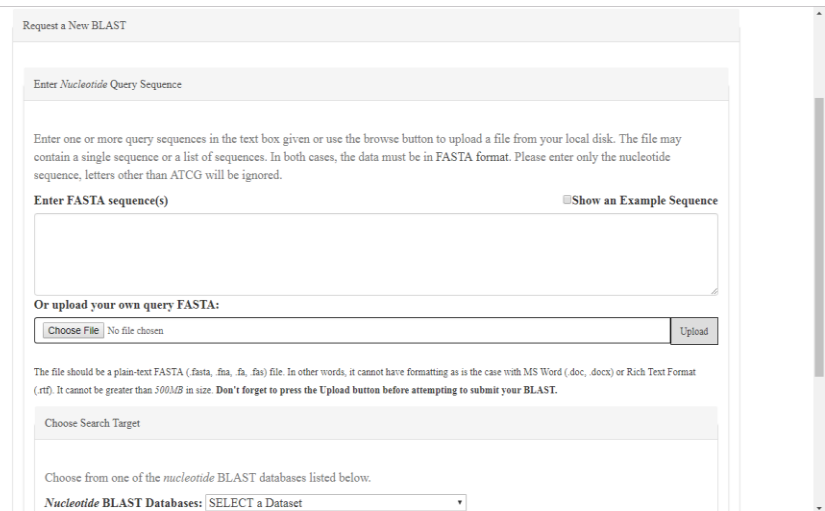 Request a New BLAST
Enter Nucleotide Query Sequence
Enter one or more query sequences in the text box given or use the browse button to upload a file from your local disk. The file may
contain a single sequence or a list of sequences. In both cases, the data must be in FASTA format. Please enter only the nucleotide
sequence, letters other than ATCG will be ignored.
Enter FASTA sequence(s) Show an Example Sequence
Or upload your own query FASTA:
Choose File No file chosen Upload
The file should be a plain-text FASTA (.fasta, .fna, .fa, .fas) file. In other words, it cannot have formatting as is the case with MS Word (.doc, .docx) or Rich Text Format
(.rtf). It cannot be greater than 500MB in size. Don't forget to press the Upload button before attempting to submit your BLAST.
Choose Search Target
Choose from one of the nucleotide BLAST databases listed below.
Nucleotide BLAST Databases: SELECT a Dataset